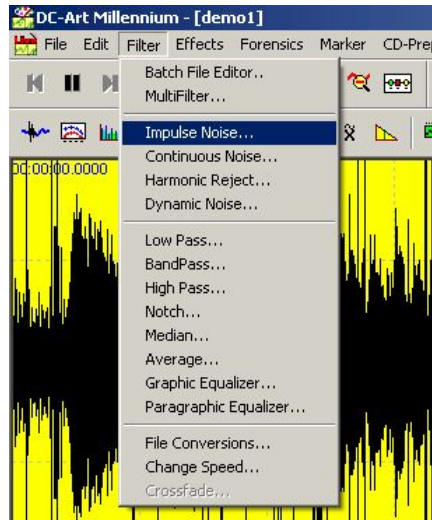 DC-Art Millennium - [demo1]
File Edit Filter Effects Forensics Marker CD-Prep
Batch File Editor..
MultiFilter...
Impulse Noise...
Continuous Noise...
Harmonic Reject...
Dynamic Noise...
00:00:00.0000
Low Pass...
BandPass...
High Pass...
Notch...
Median...
Average...
Graphic Equalizer...
Paragraphic Equalizer...
File Conversions...
Change Speed...
Crossfade...